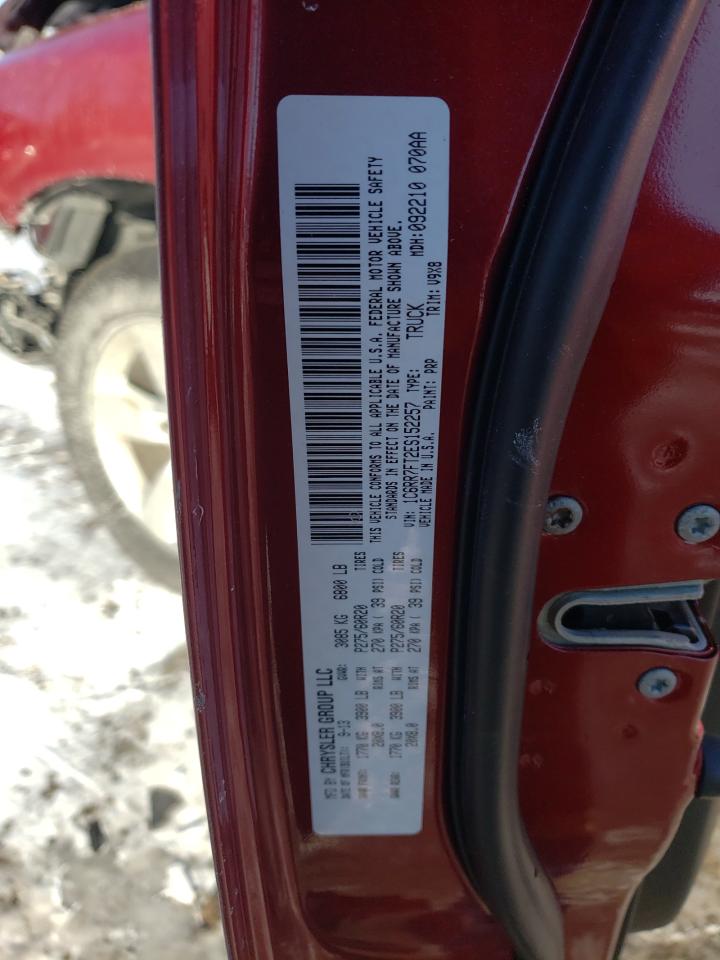 MFD BY CHRYSLER GROUP LLC
DATE OF MFR 9-13 GVWR: 3085 KG 6800 LB
GAWR FRONT: 1770 KG 3900 LB WITH P275/60R20 TIRES
20X8.0 RIMS AT 270 KPA ( 39 PSI) COLD
GAWR REAR: 1770 KG 3900 LB WITH P275/60R20 TIRES
20X8.0 RIMS AT 270 KPA ( 39 PSI) COLD
THIS VEHICLE CONFORMS TO ALL APPLICABLE U.S.A. FEDERAL MOTOR VEHICLE SAFETY
STANDARDS IN EFFECT ON THE DATE OF MANUFACTURE SHOWN ABOVE.
VIN: 1C6RR7FT2ES152257 TYPE: TRUCK MDH:092210 070AA
VEHICLE MADE IN U.S.A. PAINT: PRP TRIM: V9X8